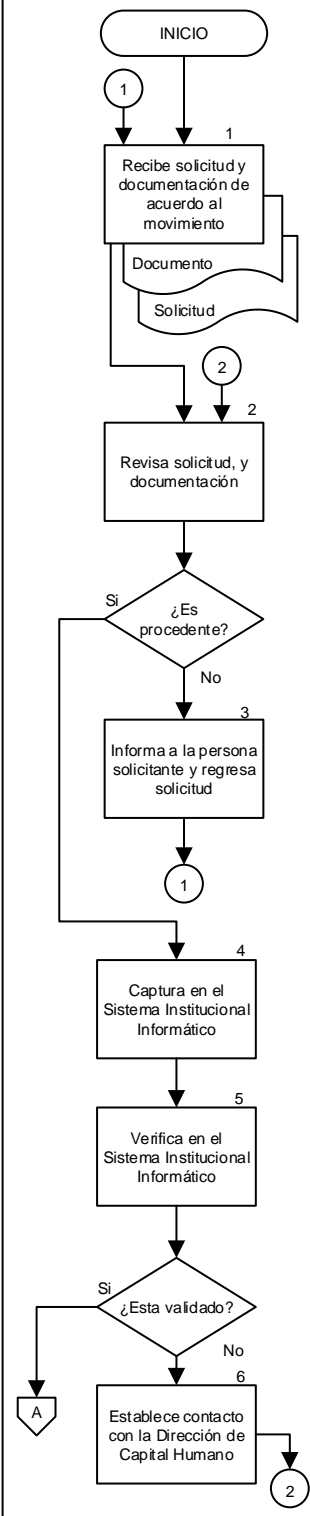 INICIO
1
1
Recibe solicitud y
documentación de
acuerdo al
movimiento
Documento
Solicitud
2
2
Revisa solicitud, y
documentación
Si
¿Es
procedente?
No
3
Informa a la persona
solicitante y regresa
solicitud
1
4
Captura en el
Sistema Institucional
Informático
5
Verifica en el
Sistema Institucional
Informático
Si
¿Esta validado?
No
A
6
Establece contacto
con la Dirección de
Capital Humano
2